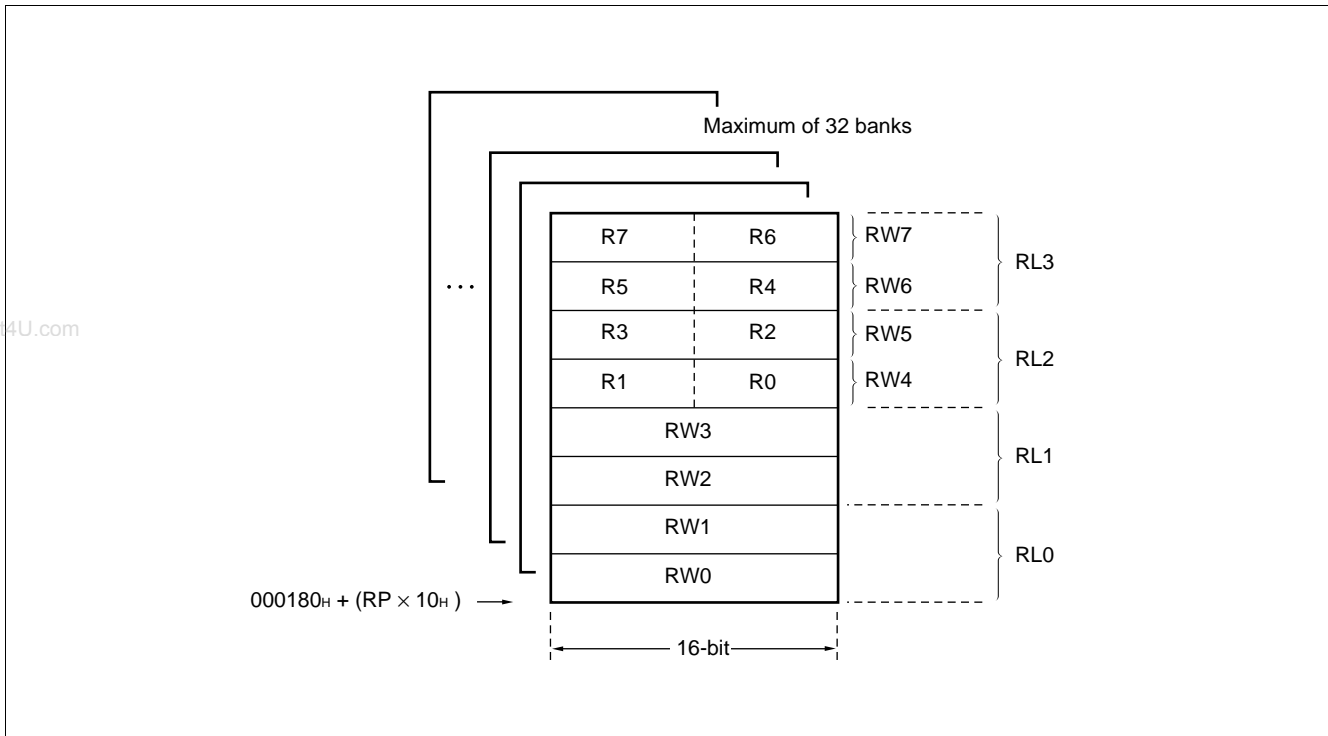 Maximum of 32 banks
R7 R6 RW7
RL3
... R5 R4 RW6
t4U.com
R3 R2 RW5
RL2
R1 R0 RW4
RW3
RL1
RW2
RW1
RL0
RW0
000180H + (RP × 10H )
16-bit